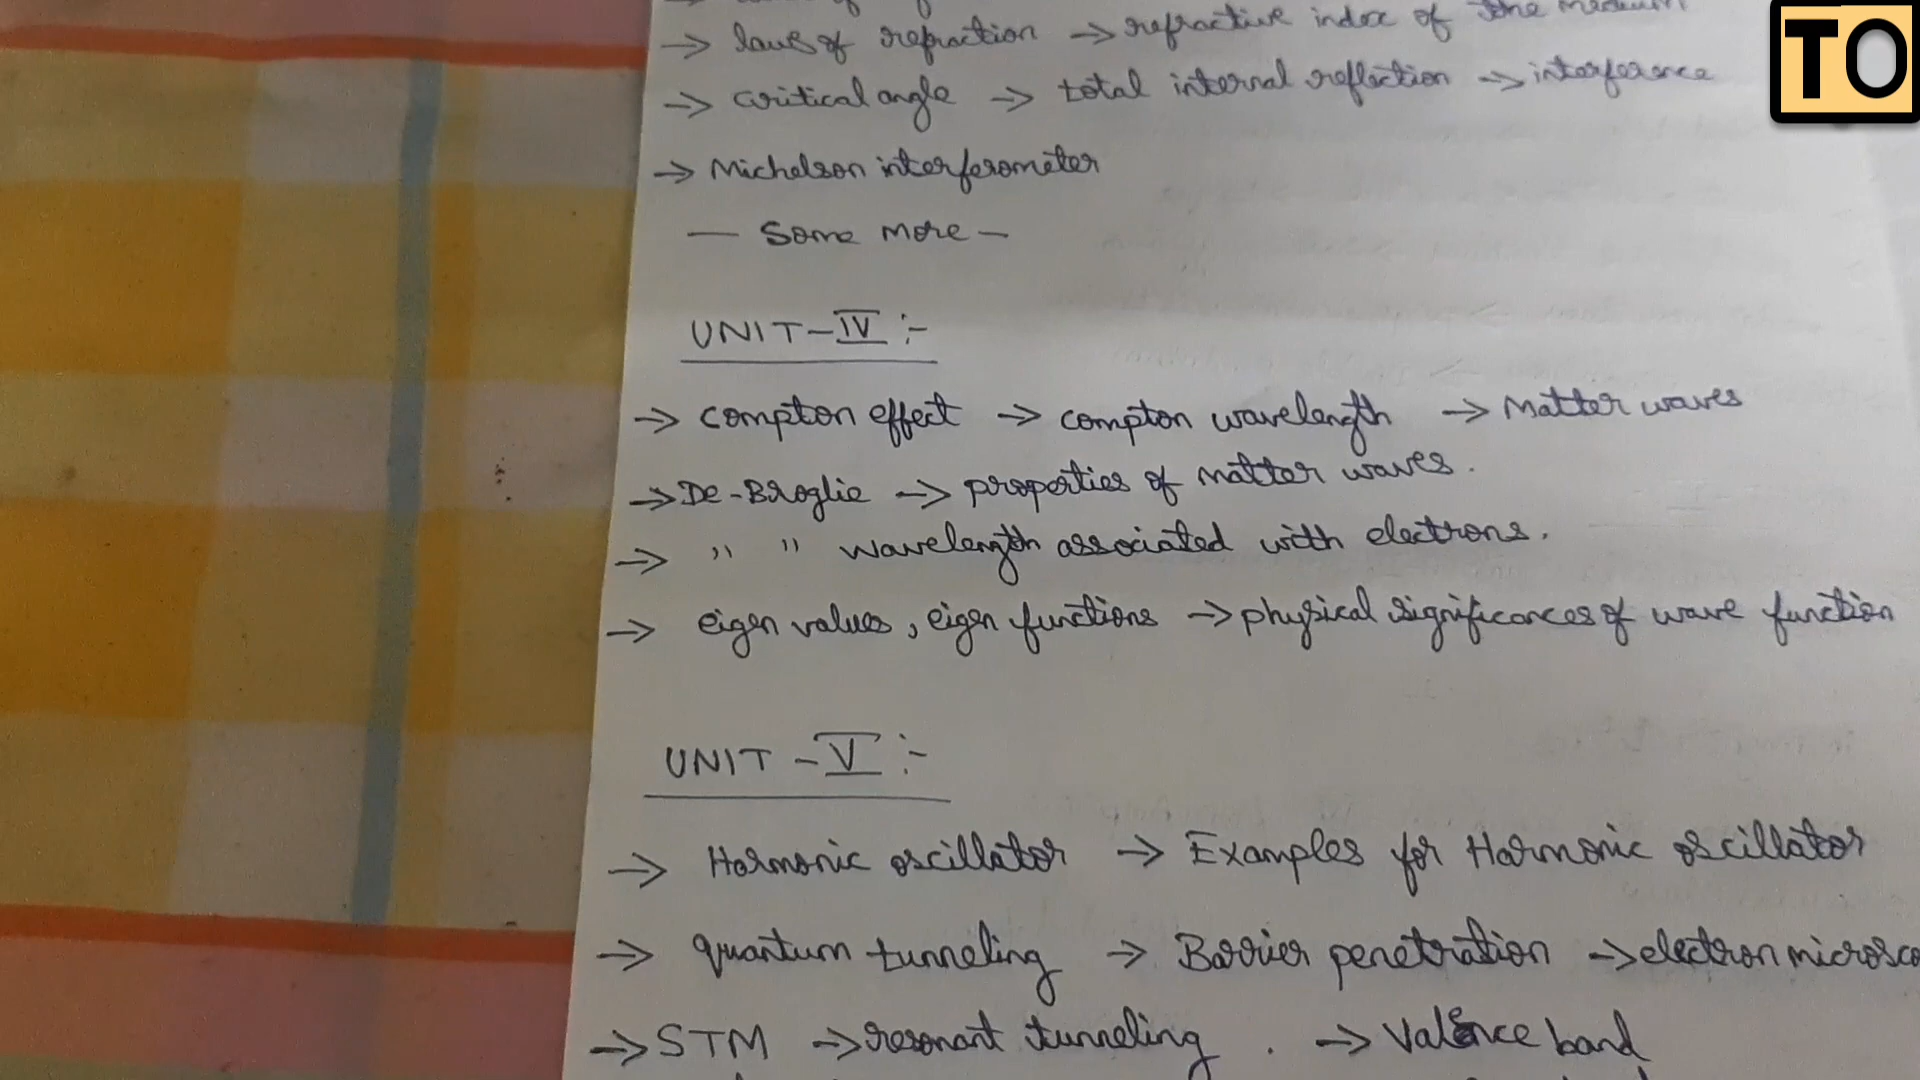 → laws of refraction → refractive index of the medium TO
→ critical angle → total internal reflection → interference
→ Michelson interferometer
— Some more —
UNIT-IV :-
→ compton effect → compton wavelength → Matter waves
→ De-Broglie → properties of matter waves.
→ " " wavelength associated with electrons.
→ eigen values, eigen functions → physical significances of wave function
UNIT-V :-
→ Harmonic oscillator → Examples for Harmonic oscillator
→ quantum tunneling → Barrier penetration → electron microsco
→ STM → resonant tunneling . → Valence band